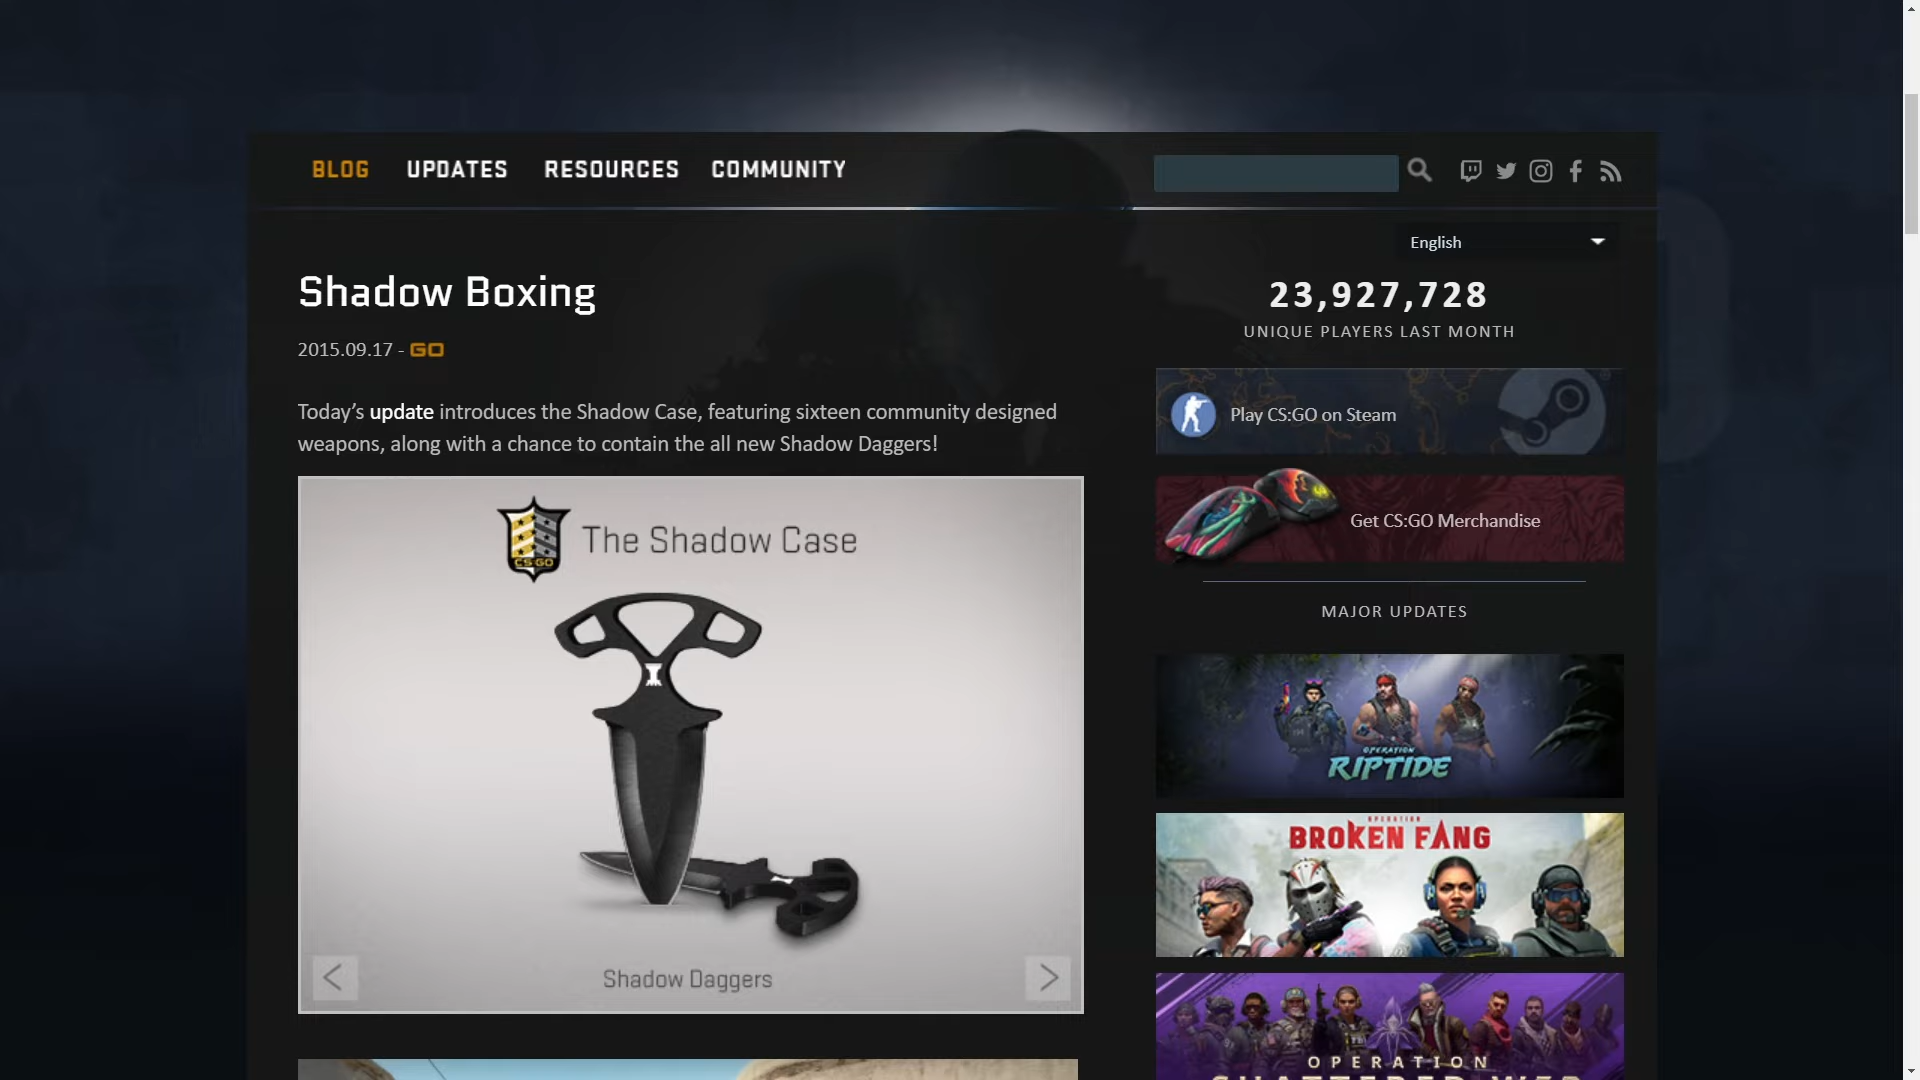 BLOG UPDATES RESOURCES COMMUNITY
English
Shadow Boxing
2015.09.17 - GO
Today’s update introduces the Shadow Case, featuring sixteen community designed
weapons, along with a chance to contain the all new Shadow Daggers!
CS:GO
The Shadow Case
Shadow Daggers
23,927,728
UNIQUE PLAYERS LAST MONTH
Play CS:GO on Steam
Get CS:GO Merchandise
MAJOR UPDATES
OPERATION
RIPTIDE
OPERATION
BROKEN FANG
OPERATION